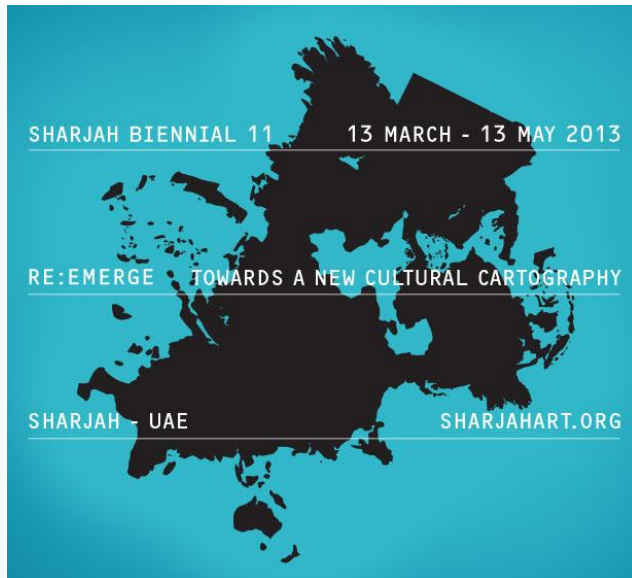 SHARJAH BIENNIAL 11 13 MARCH - 13 MAY 2013
RE:EMERGE TOWARDS A NEW CULTURAL CARTOGRAPHY
SHARJAH - UAE SHARJAHART.ORG